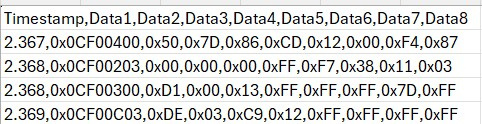 Timestamp,Data1,Data2,Data3,Data4,Data5,Data6,Data7,Data8
2.367,0x0CF00400,0x50,0x7D,0x86,0xCD,0x12,0x00,0xF4,0x87
2.368,0x0CF00203,0x00,0x00,0x00,0xFF,0xF7,0x38,0x11,0x03
2.368,0x0CF00300,0xD1,0x00,0x13,0xFF,0xFF,0xFF,0x7D,0xFF
2.369,0x0CF00C03,0xDE,0x03,0xC9,0x12,0xFF,0xFF,0xFF,0xFF